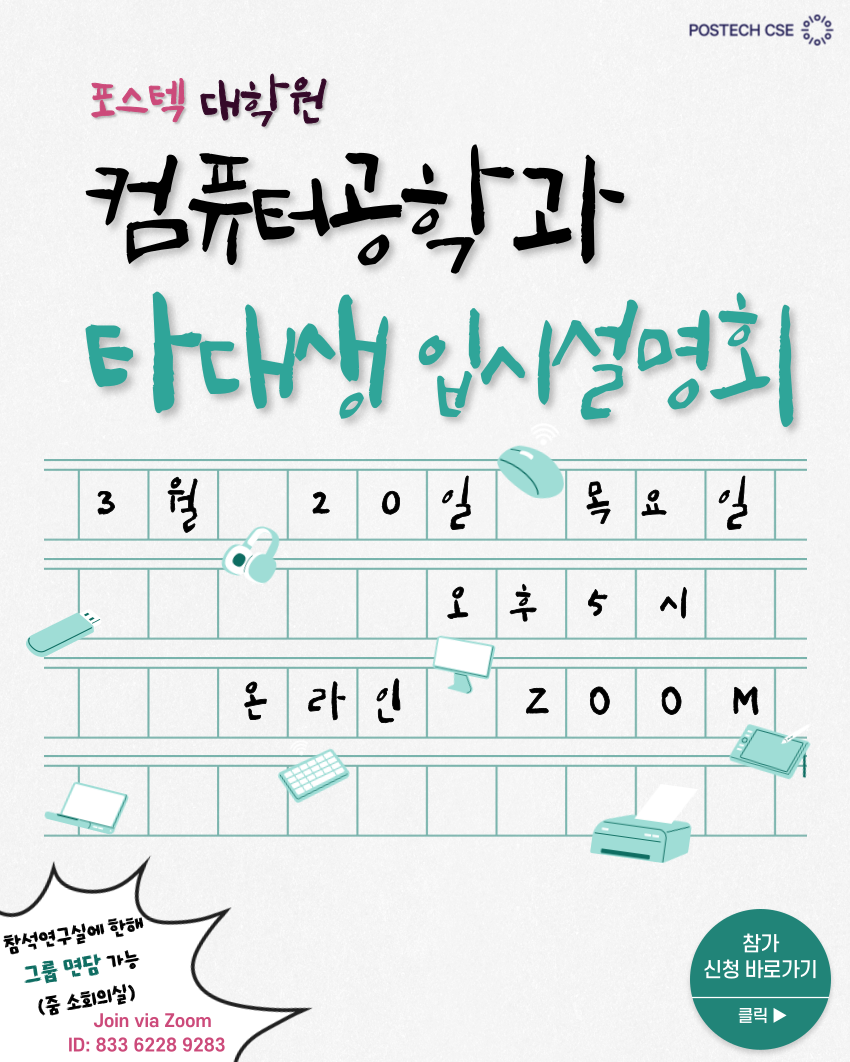 POSTECH CSE
포스텍 대학원
컴퓨터공학과
타대생 입시설명회
3월 20일 목요일
오후 5시
온라인 ZOOM
참석연구실에 한해
그룹 면담 가능
(줌 소회의실)
Join via Zoom
ID: 833 6228 9283
참가
신청 바로가기
클릭 ▶